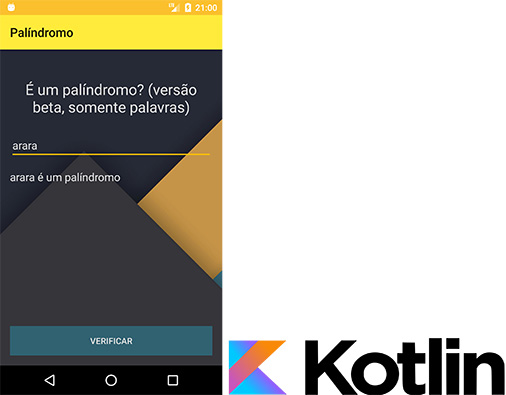 21:00
Palíndromo
É um palíndromo? (versão
beta, somente palavras)
arara
arara é um palíndromo
VERIFICAR
Kotlin